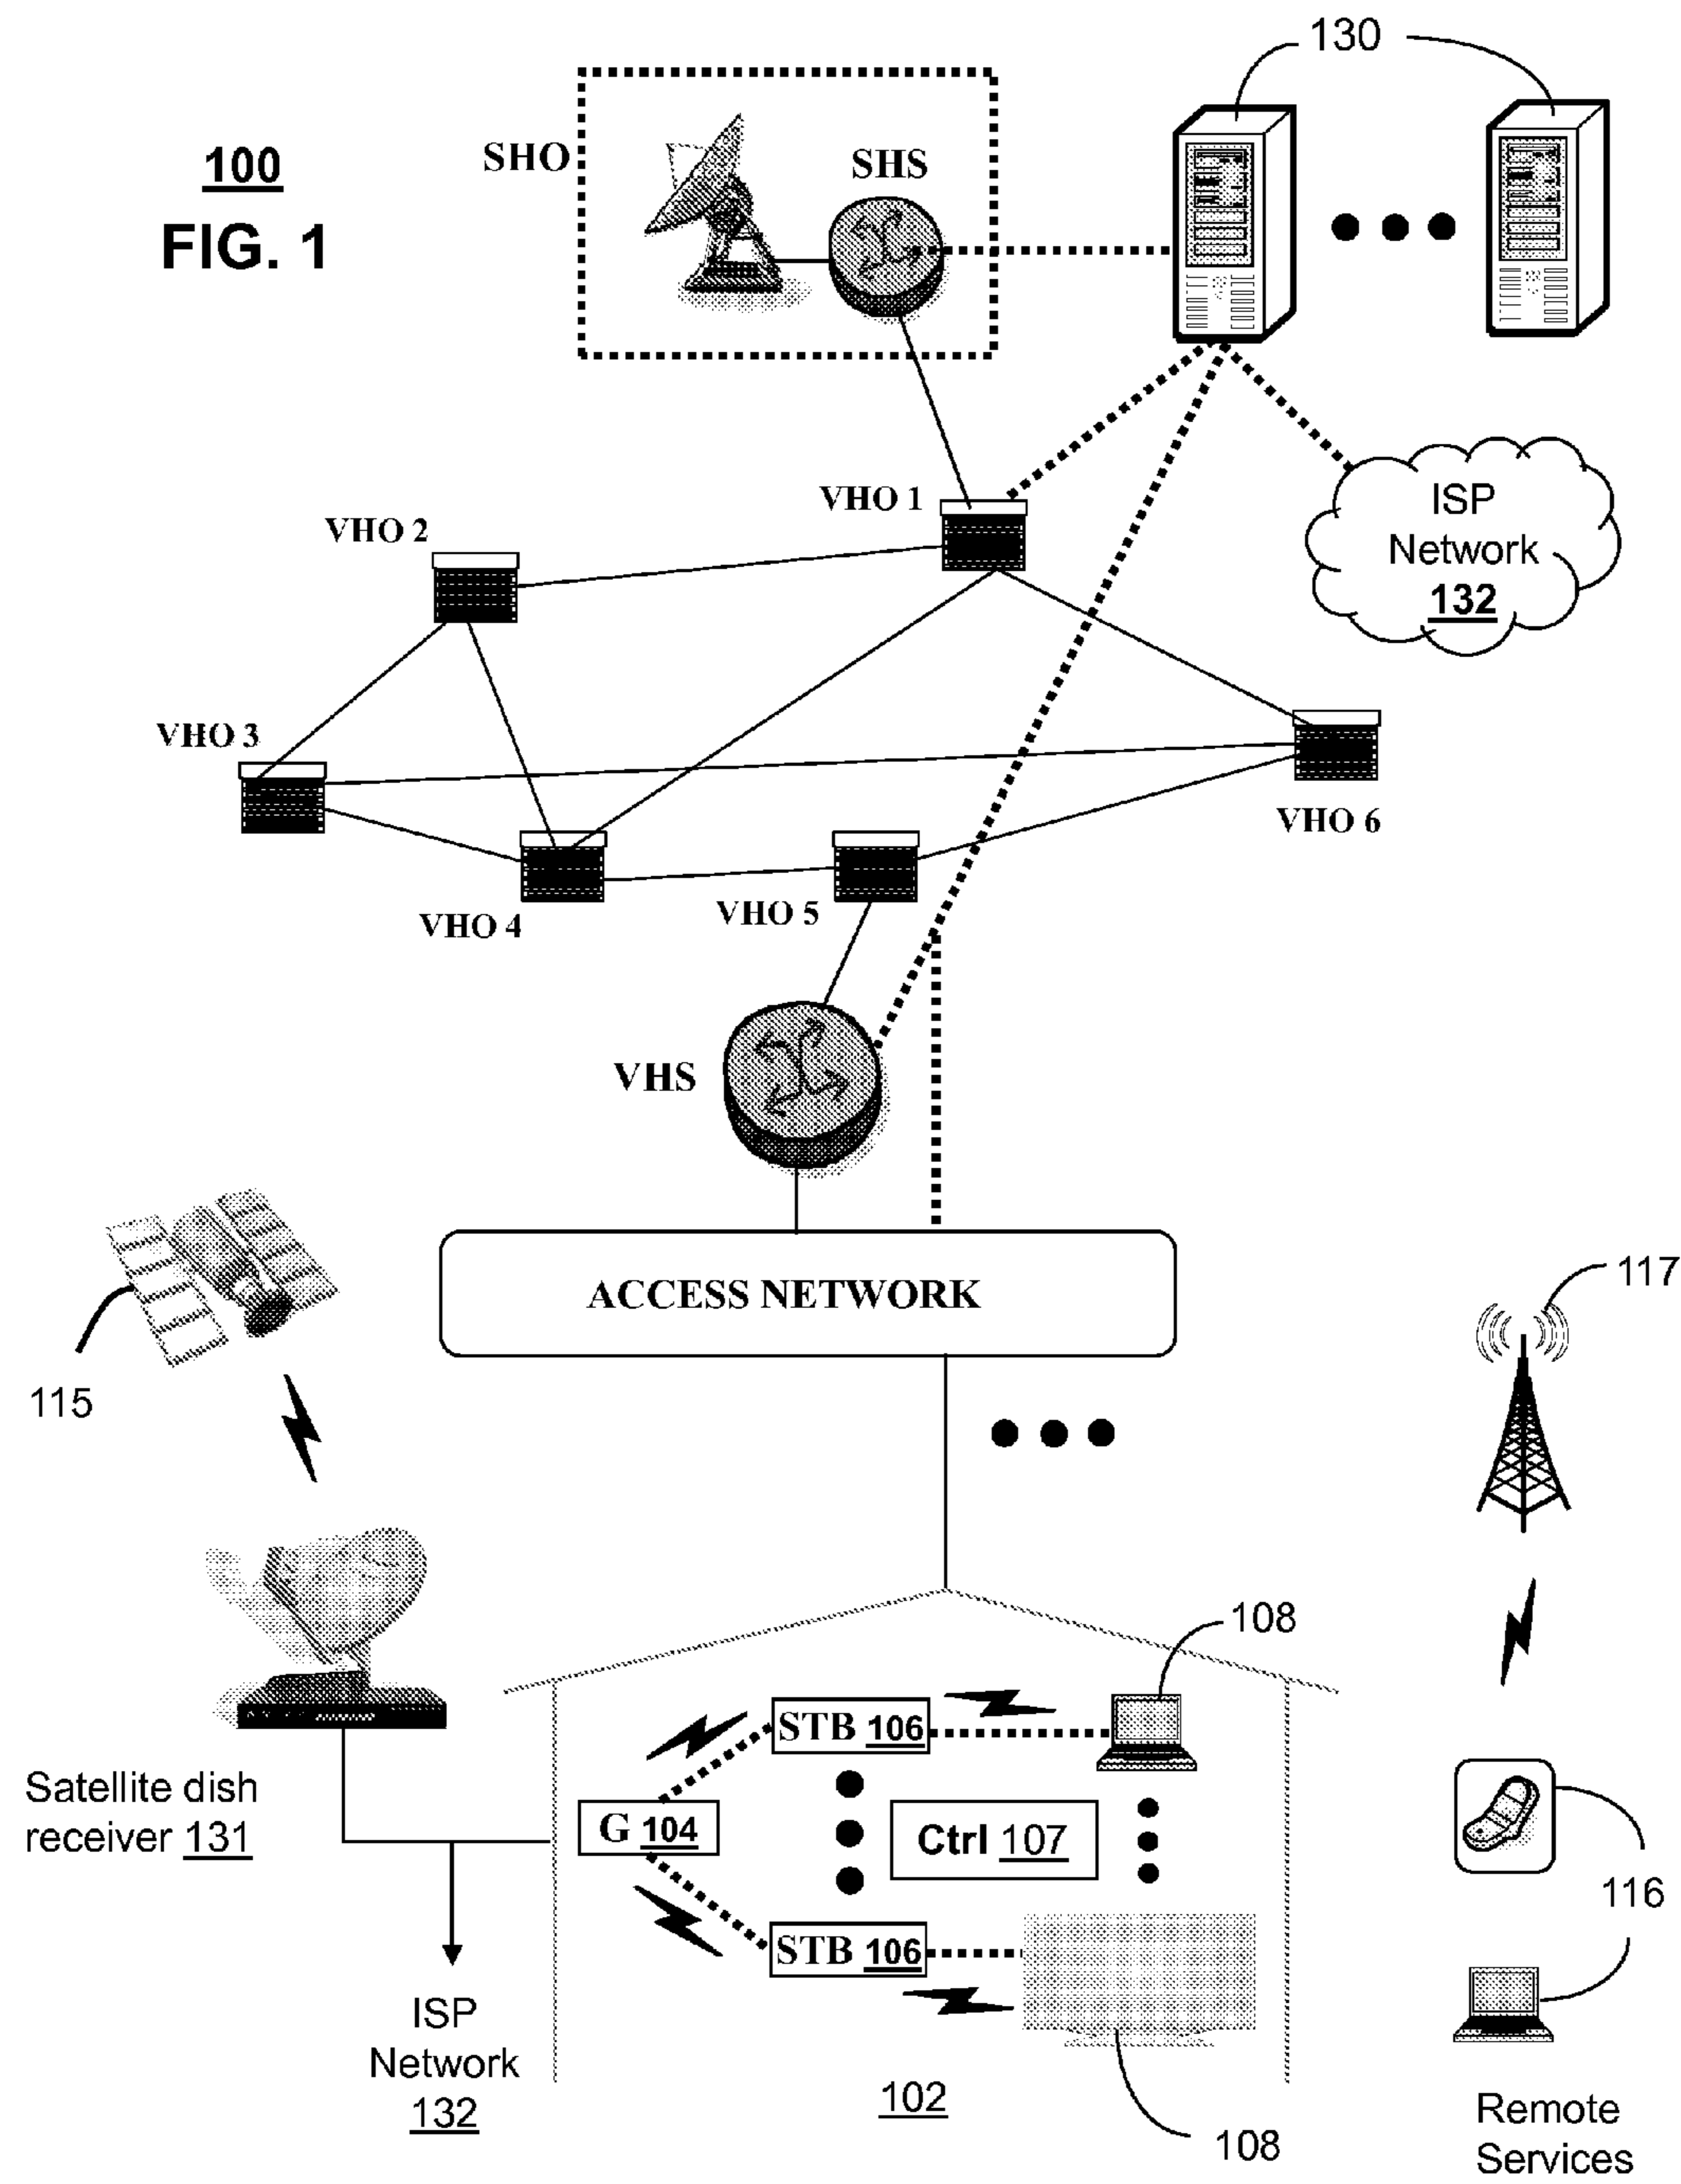 130
SHO
SHS
100
FIG. 1
VHO 1
ISP
Network
132
VHO 2
VHO 3
VHO 6
VHO 4
VHO 5
VHS
ACCESS NETWORK
117
115
108
STB 106
Satellite dish
receiver 131
G 104
Ctrl 107
116
STB 106
ISP
Network
132
102
108
Remote
Services